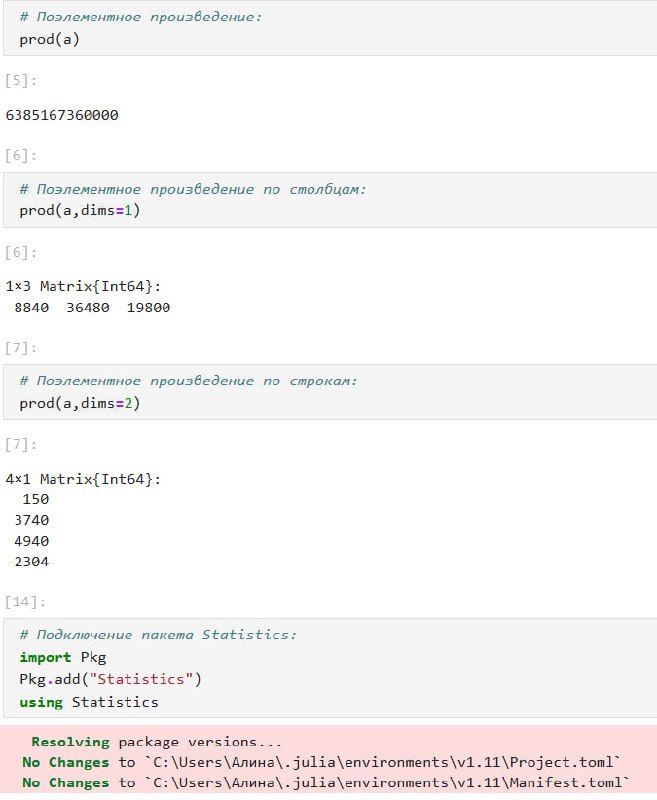 # Поэлементное произведение:
prod(a)
[5]:
6385167360000
[6]:
# Поэлементное произведение по столбцам:
prod(a,dims=1)
[6]:
1×3 Matrix{Int64}:
8840 36480 19800
[7]:
# Поэлементное произведение по строкам:
prod(a,dims=2)
[7]:
4×1 Matrix{Int64}:
150
3740
4940
2304
[14]:
# Подключение пакета Statistics:
import Pkg
Pkg.add("Statistics")
using Statistics
Resolving package versions...
No Changes to `C:\Users\Алина\.julia\environments\v1.11\Project.toml`
No Changes to `C:\Users\Алина\.julia\environments\v1.11\Manifest.toml`